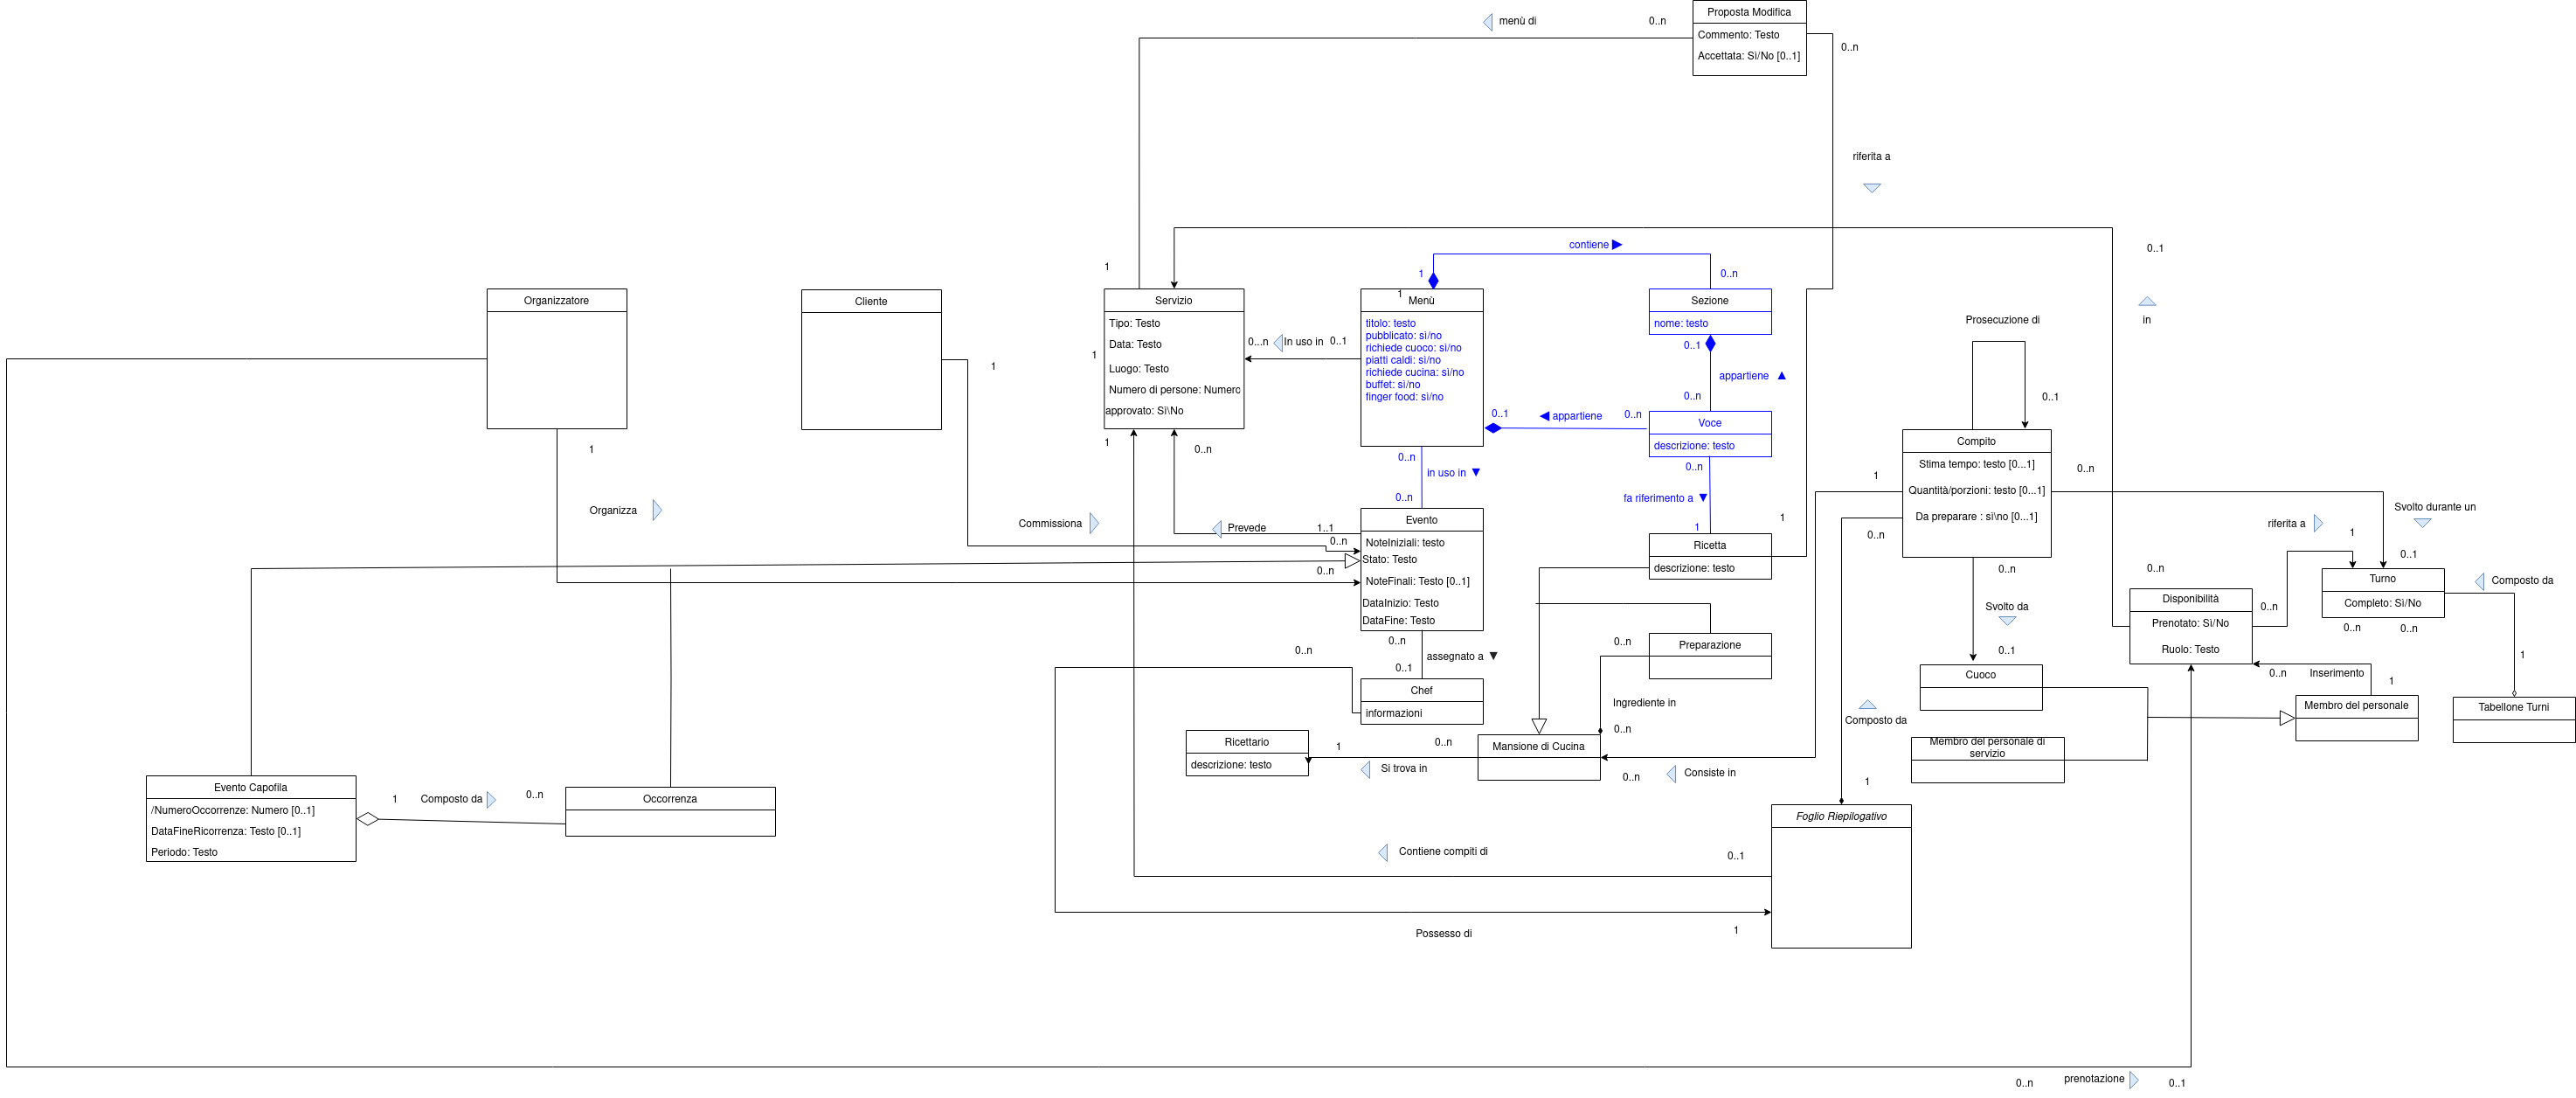 menù di
0..n
Proposta Modifica
Commento: Testo
Accettata: Sì/No [0..1]
0..n
riferita a
contiene ▶
0..1
1
1
0..n
1
Organizzatore
Cliente
Servizio
Tipo: Testo
Data: Testo
Luogo: Testo
Numero di persone: Numero
approvato: Sì\No
Menù
titolo: testo
pubblicato: sì/no
richiede cuoco: sì/no
piatti caldi: sì/no
richiede cucina: sì/no
buffet: sì/no
finger food: sì/no
Sezione
nome: testo
in
Prosecuzione di
0...n
In uso in
0..1
0..1
1
1
appartiene ▲
0..n
0..1
0..1
◀ appartiene
0..n
Voce
descrizione: testo
Compito
Stima tempo: testo [0...1]
Quantità/porzioni: testo [0...1]
Da preparare : sì\no [0...1]
1
1
0..n
0..n
in uso in ▼
0..n
0..n
1
0..n
fa riferimento a ▼
0..n
1
1
Organizza
Commissiona
Prevede
1..1
0..n
0..n
Evento
NoteIniziali: testo
Stato: Testo
NoteFinali: Testo [0..1]
DataInizio: Testo
DataFine: Testo
Ricetta
descrizione: testo
0..n
Svolto durante un
riferita a
1
0..1
0..n
0..n
Turno
Completo: Sì/No
Composto da
Disponibilità
Prenotato: Sì/No
Ruolo: Testo
0..n
Svolto da
0..n
0..n
0..n
0..1
assegnato a ▼
0..n
0..n
Preparazione
0..1
1
Cuoco
0..n
Inserimento
1
Chef
informazioni
Ingrediente in
0..n
Composto da
Membro del personale
Tabellone Turni
Ricettario
descrizione: testo
1
0..n
Si trova in
Mansione di Cucina
0..n
Consiste in
Membro del personale di
servizio
1
Evento Capofila
/NumeroOccorrenze: Numero [0..1]
DataFineRicorrenza: Testo [0..1]
Periodo: Testo
1
Composto da
0..n
Occorrenza
Foglio Riepilogativo
Contiene compiti di
0..1
Possesso di
1
0..n
prenotazione
0..1